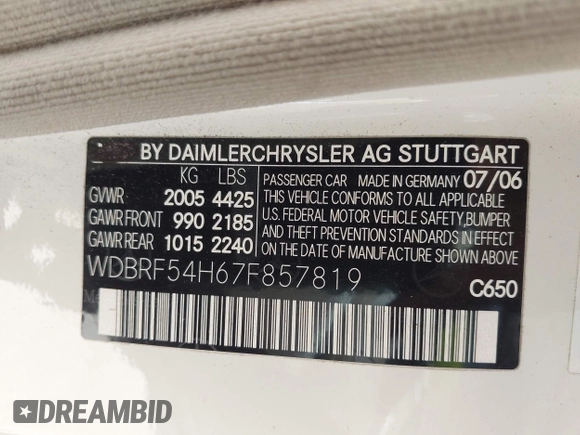 BY DAIMLERCHRYSLER AG STUTTGART
KG LBS
GVWR 2005 4425
GAWR FRONT 990 2185
GAWR REAR 1015 2240
PASSENGER CAR MADE IN GERMANY 07/06
THIS VEHICLE CONFORMS TO ALL APPLICABLE
U.S. FEDERAL MOTOR VEHICLE SAFETY, BUMPER
AND THEFT PREVENTION STANDARDS IN EFFECT
ON THE DATE OF MANUFACTURE SHOWN ABOVE.
WDBRF54H67F857819
C650
DREAMBID